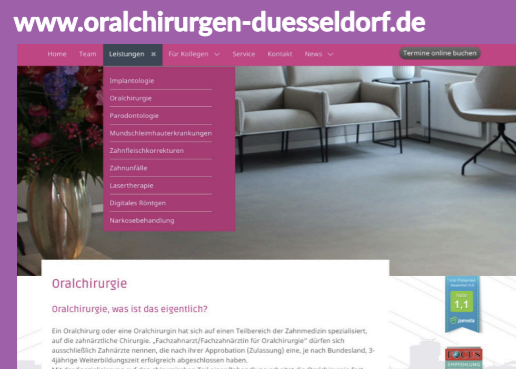 www.oralchirurgen-duesseldorf.de
Home Team Leistungen Für Kollegen Service Kontakt News Termine online buchen
Implantologie
Oralchirurgie
Parodontologie
Mundschleimhauterkrankungen
Zahnfleischkorrekturen
Zahnunfälle
Lasertherapie
Digitales Röntgen
Narkosebehandlung
Oralchirurgie
Oralchirurgie, was ist das eigentlich?
Ein Oralchirurg oder eine Oralchirurgin hat sich auf einen Teilbereich der Zahnmedizin spezialisiert,
auf die zahnärztliche Chirurgie. „Fachzahnarzt/Fachzahnärztin für Oralchirurgie" dürfen sich
ausschließlich Zahnärzte nennen, die nach ihrer Approbation (Zulassung) eine, je nach Bundesland, 3-
4jährige Weiterbildungszeit erfolgreich abgeschlossen haben.
1,1
jameda
EMPFEHLUNG